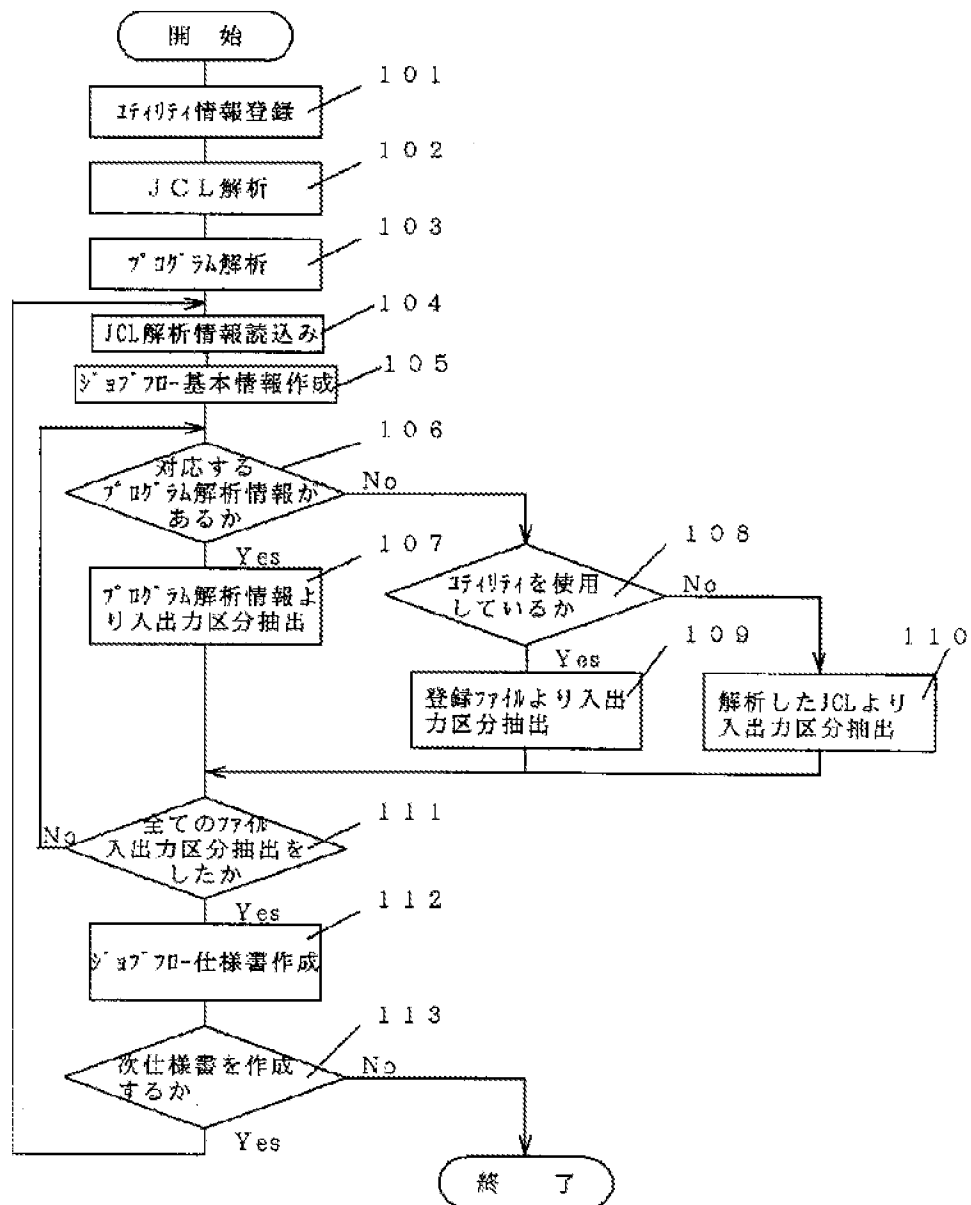 開 始
101
ﾕﾃｨﾘﾃｨ情報登録
102
JCL解析
103
ﾌﾟﾛｸﾞﾗﾑ解析
104
JCL解析情報読込み
105
ｼﾞｮﾌﾞﾌﾛｰ基本情報作成
106
対応する
ﾌﾟﾛｸﾞﾗﾑ解析情報が
あるか
No
Yes
107
ﾌﾟﾛｸﾞﾗﾑ解析情報よ
り入出力区分抽出
108
ﾕﾃｨﾘﾃｨを使用
しているか
No
Yes
109
登録ﾌｧｲﾙより入出
力区分抽出
110
解析したJCLより
入出力区分抽出
111
全てのﾌｧｲﾙ
入出力区分抽出を
したか
No
Yes
112
ｼﾞｮﾌﾞﾌﾛｰ仕様書作成
113
次仕様書を作成
するか
No
Yes
終 了